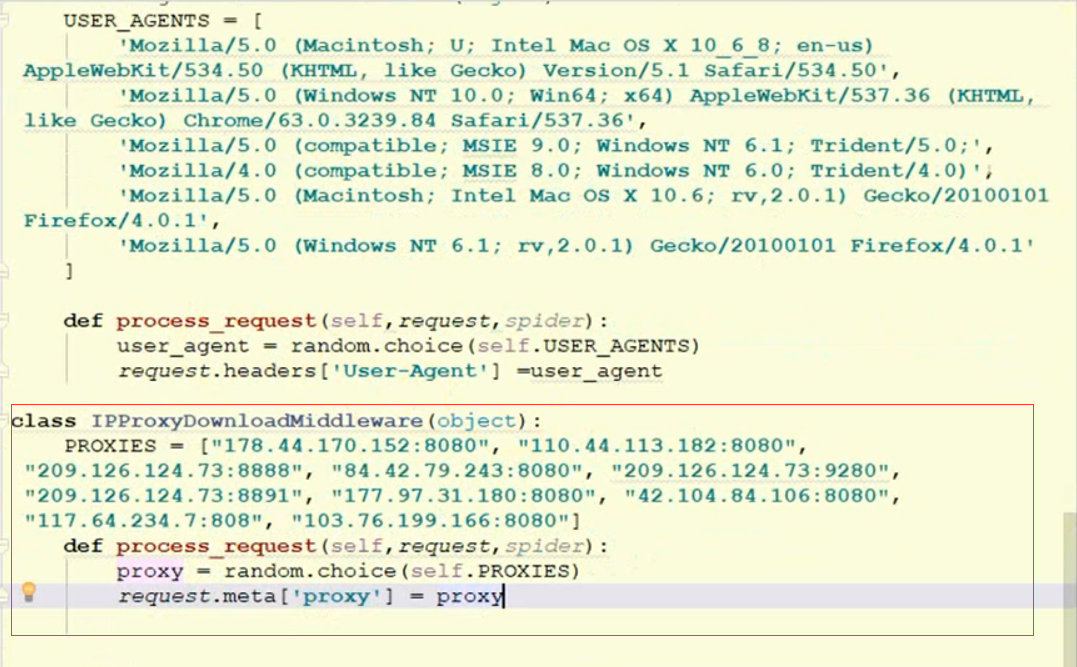 USER_AGENTS = [
'Mozilla/5.0 (Macintosh; U; Intel Mac OS X 10_6_8; en-us)
AppleWebKit/534.50 (KHTML, like Gecko) Version/5.1 Safari/534.50',
'Mozilla/5.0 (Windows NT 10.0; Win64; x64) AppleWebKit/537.36 (KHTML,
like Gecko) Chrome/63.0.3239.84 Safari/537.36',
'Mozilla/5.0 (compatible; MSIE 9.0; Windows NT 6.1; Trident/5.0;',
'Mozilla/4.0 (compatible; MSIE 8.0; Windows NT 6.0; Trident/4.0)',
'Mozilla/5.0 (Macintosh; Intel Mac OS X 10.6; rv,2.0.1) Gecko/20100101
Firefox/4.0.1',
'Mozilla/5.0 (Windows NT 6.1; rv,2.0.1) Gecko/20100101 Firefox/4.0.1'
]
def process_request(self,request,spider):
user_agent = random.choice(self.USER_AGENTS)
request.headers['User-Agent'] =user_agent
class IPProxyDownloadMiddleware(object):
PROXIES = ["178.44.170.152:8080", "110.44.113.182:8080",
"209.126.124.73:8888", "84.42.79.243:8080", "209.126.124.73:9280",
"209.126.124.73:8891", "177.97.31.180:8080", "42.104.84.106:8080",
"117.64.234.7:808", "103.76.199.166:8080"]
def process_request(self,request,spider):
proxy = random.choice(self.PROXIES)
request.meta['proxy'] = proxy